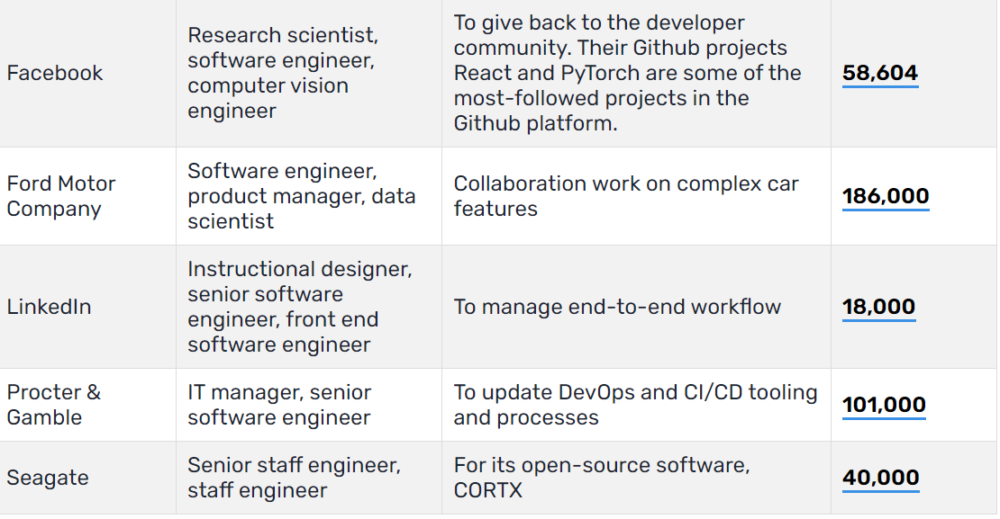 Facebook
Research scientist,
software engineer,
computer vision
engineer
To give back to the developer
community. Their Github projects
React and PyTorch are some of the
most-followed projects in the
Github platform.
58,604
Ford Motor
Company
Software engineer,
product manager, data
scientist
Collaboration work on complex car
features
186,000
LinkedIn
Instructional designer,
senior software
engineer, front end
software engineer
To manage end-to-end workflow
18,000
Procter &
Gamble
IT manager, senior
software engineer
To update DevOps and CI/CD tooling
and processes
101,000
Seagate
Senior staff engineer,
staff engineer
For its open-source software,
CORTX
40,000